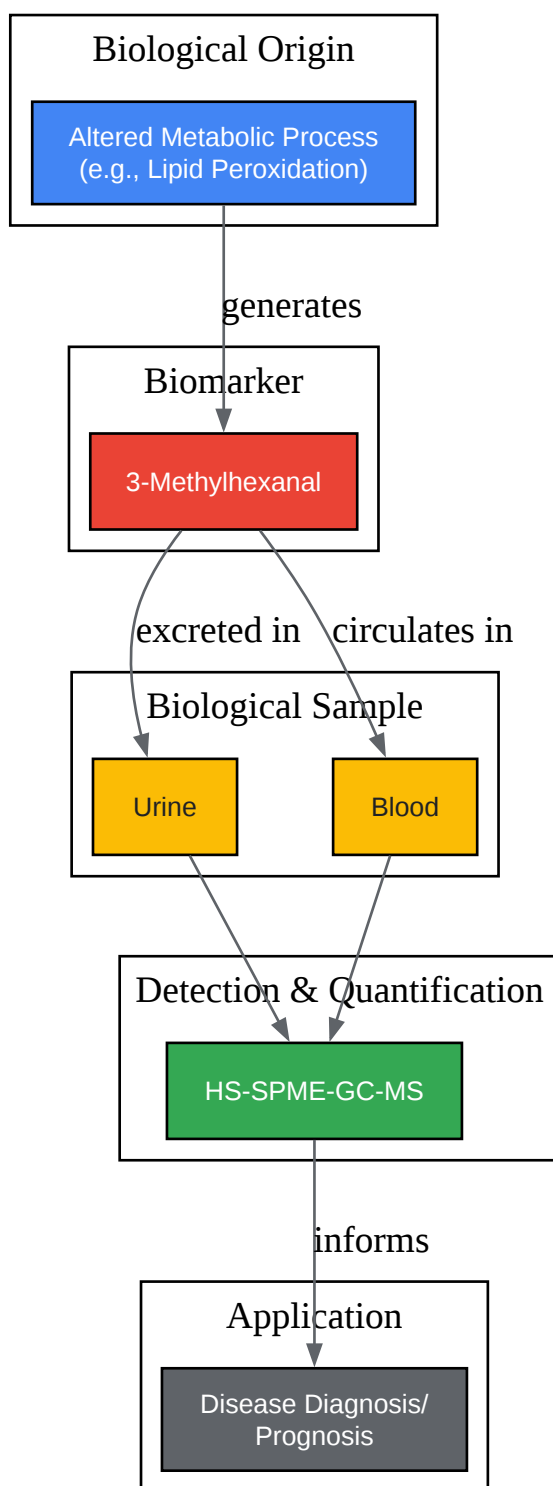 Biological Origin
Altered Metabolic Process
(e.g., Lipid Peroxidation)
generates
Biomarker
3-Methylhexanal
excreted in
circulates in
Biological Sample
Urine
Blood
Detection & Quantification
HS-SPME-GC-MS
informs
Application
Disease Diagnosis/
Prognosis